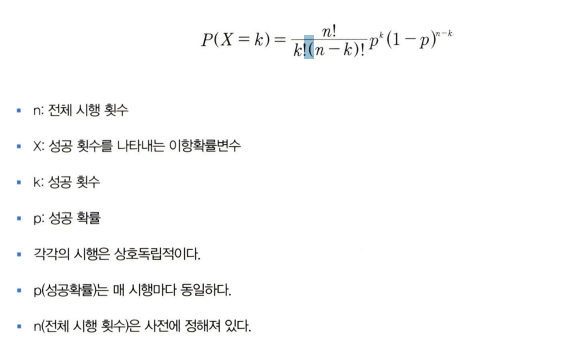 P(X = k) = n! / k!(n − k)! p^k (1 − p)^{n−k}
▪ n: 전체 시행 횟수
▪ X: 성공 횟수를 나타내는 이항확률변수
▪ k: 성공 횟수
▪ p: 성공 확률
▪ 각각의 시행은 상호독립적이다.
▪ p(성공확률)는 매 시행마다 동일하다.
▪ n(전체 시행 횟수)은 사전에 정해져 있다.